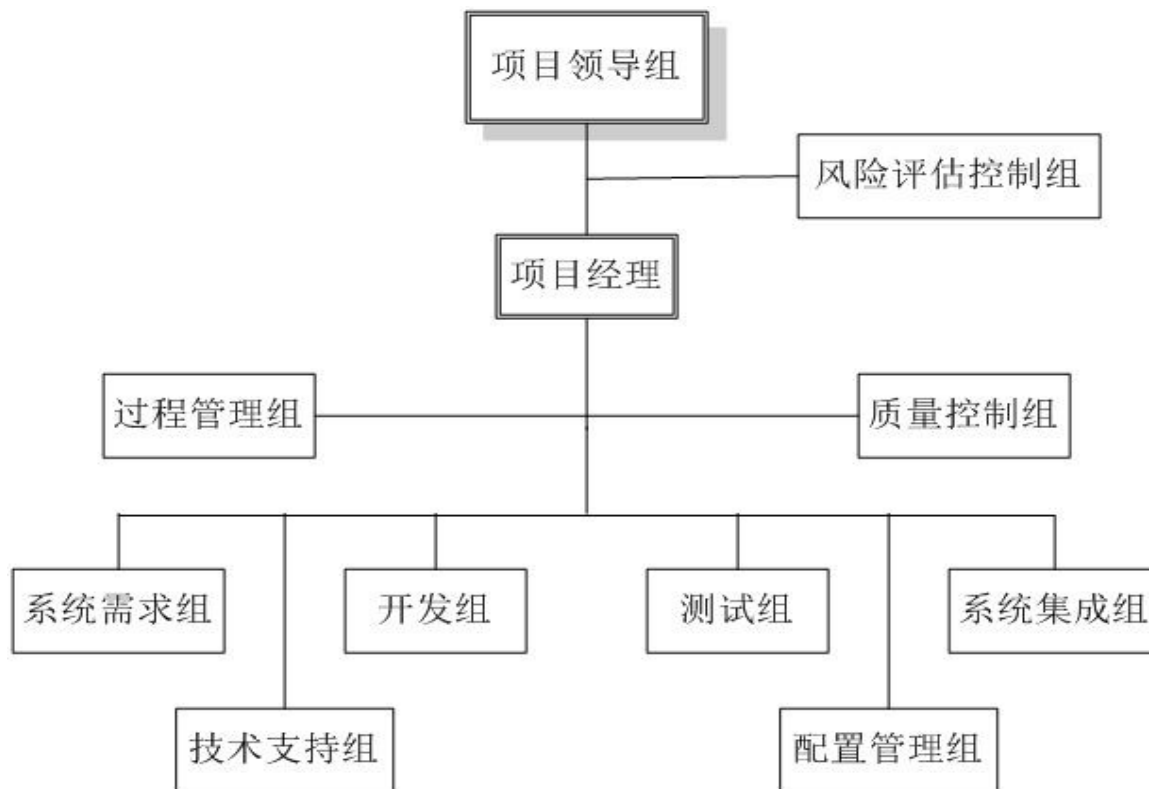 项目领导组
风险评估控制组
项目经理
过程管理组
质量控制组
系统需求组
开发组
测试组
系统集成组
技术支持组
配置管理组